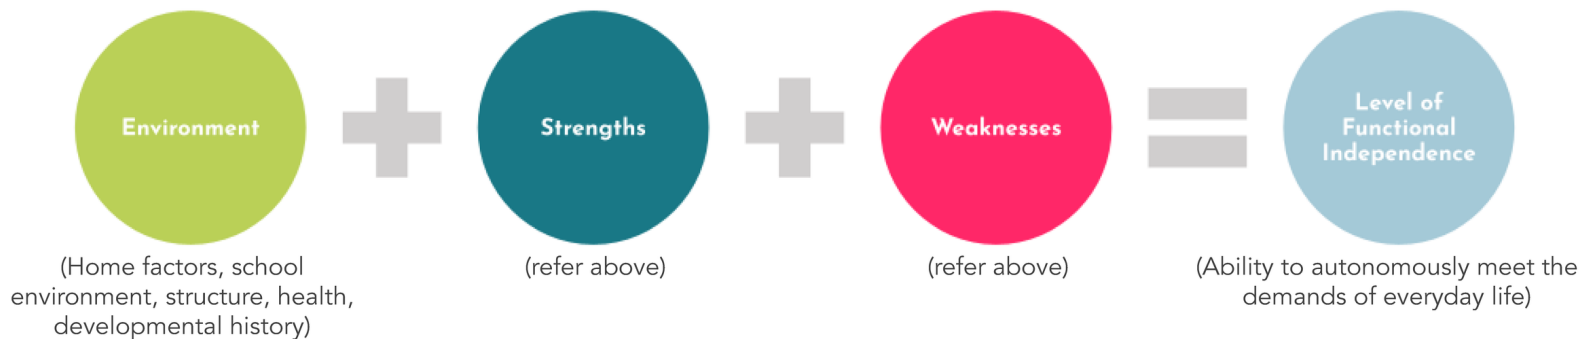 Environment
Strengths
Weaknesses
Level of
Functional
Independence
(Home factors, school
environment, structure, health,
developmental history)
(refer above)
(refer above)
(Ability to autonomously meet the
demands of everyday life)